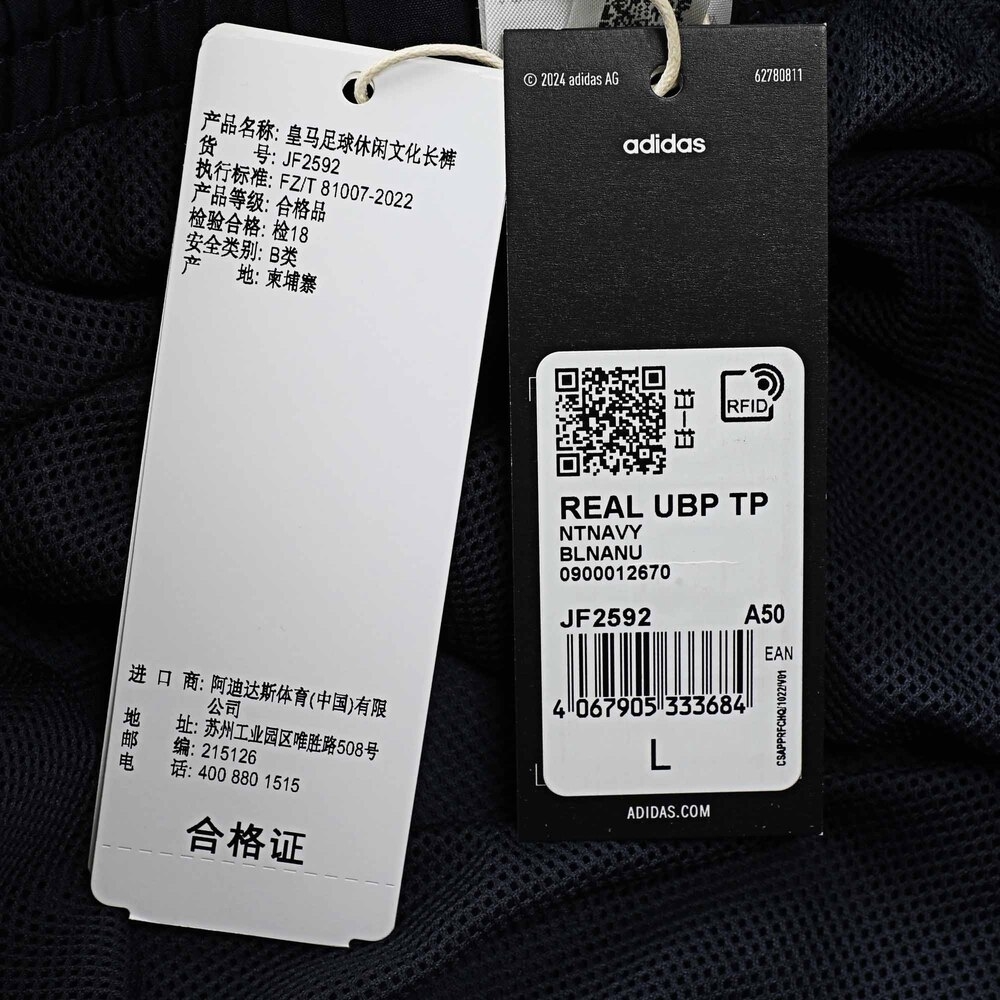 产品名称: 皇马足球休闲文化长裤
货 号: JF2592
执行标准: FZ/T 81007-2022
产品等级: 合格品
检验合格: 检18
安全类别: B类
产 地: 柬埔寨
进 口 商: 阿迪达斯体育(中国)有限
公司
地 址: 苏州工业园区唯胜路508号
邮 编: 215126
电 话: 400 880 1515
合格证
© 2024 adidas AG
62780811
adidas
RFID
REAL UBP TP
NTNAVY
BLNANU
0900012670
JF2592 A50
EAN
4 067905 333684
CSAPPRFCHQ/1022/V01
L
ADIDAS.COM